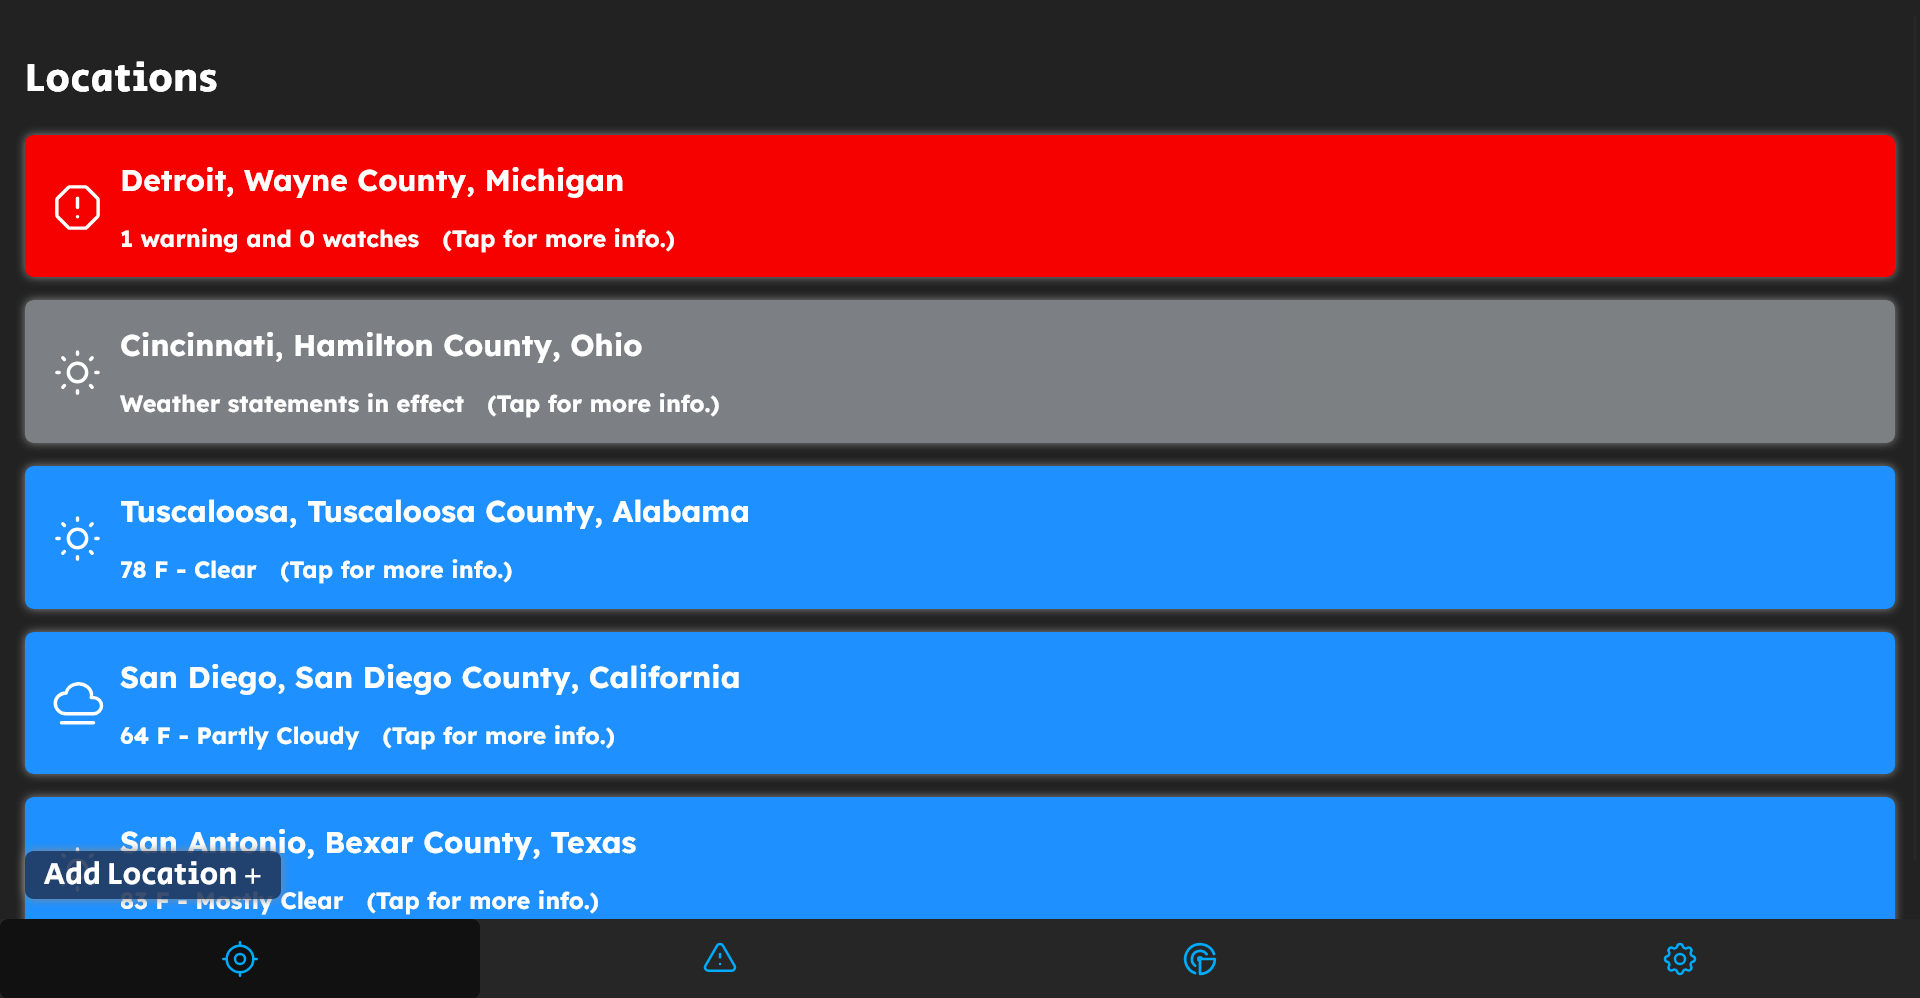 Locations
Detroit, Wayne County, Michigan
1 warning and 0 watches (Tap for more info.)
Cincinnati, Hamilton County, Ohio
Weather statements in effect (Tap for more info.)
Tuscaloosa, Tuscaloosa County, Alabama
78 F - Clear (Tap for more info.)
San Diego, San Diego County, California
64 F - Partly Cloudy (Tap for more info.)
San Antonio, Bexar County, Texas
Add Location +
83 F - Mostly Clear (Tap for more info.)